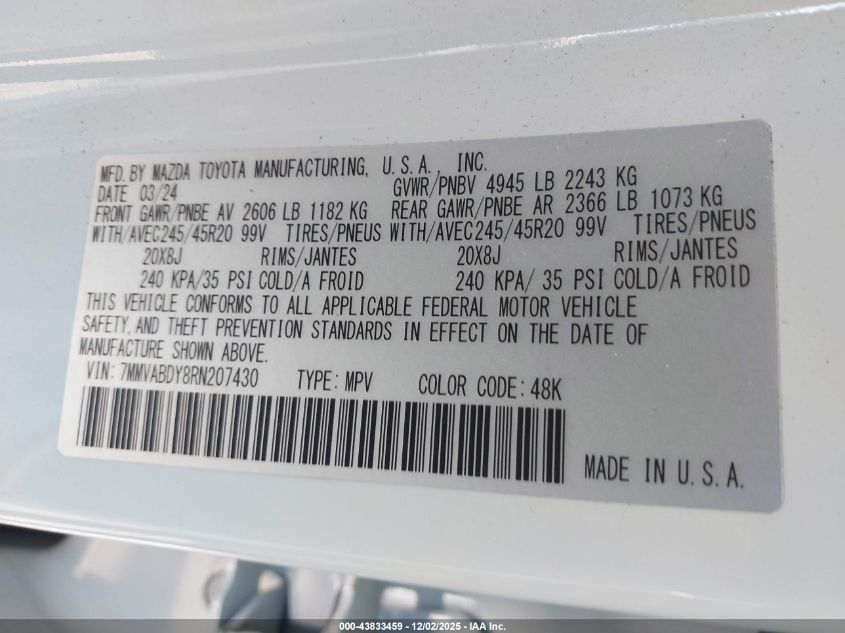 MFD. BY MAZDA TOYOTA MANUFACTURING, U.S.A. INC.
DATE 03/24 GVWR/PNBV 4945 LB 2243 KG
FRONT GAWR/PNBE AV 2606 LB 1182 KG REAR GAWR/PNBE AR 2366 LB 1073 KG
WITH/AVEC245/45R20 99V TIRES/PNEUS WITH/AVEC245/45R20 99V TIRES/PNEUS
20X8J RIMS/JANTES 20X8J RIMS/JANTES
240 KPA/35 PSI COLD/A FROID 240 KPA/ 35 PSI COLD/A FROID
THIS VEHICLE CONFORMS TO ALL APPLICABLE FEDERAL MOTOR VEHICLE
SAFETY, AND THEFT PREVENTION STANDARDS IN EFFECT ON THE DATE OF
MANUFACTURE SHOWN ABOVE.
VIN: 7MMVABDY8RN207430 TYPE: MPV COLOR CODE: 48K
MADE IN U.S.A.
000-43833459 - 12/02/2025 - IAA Inc.